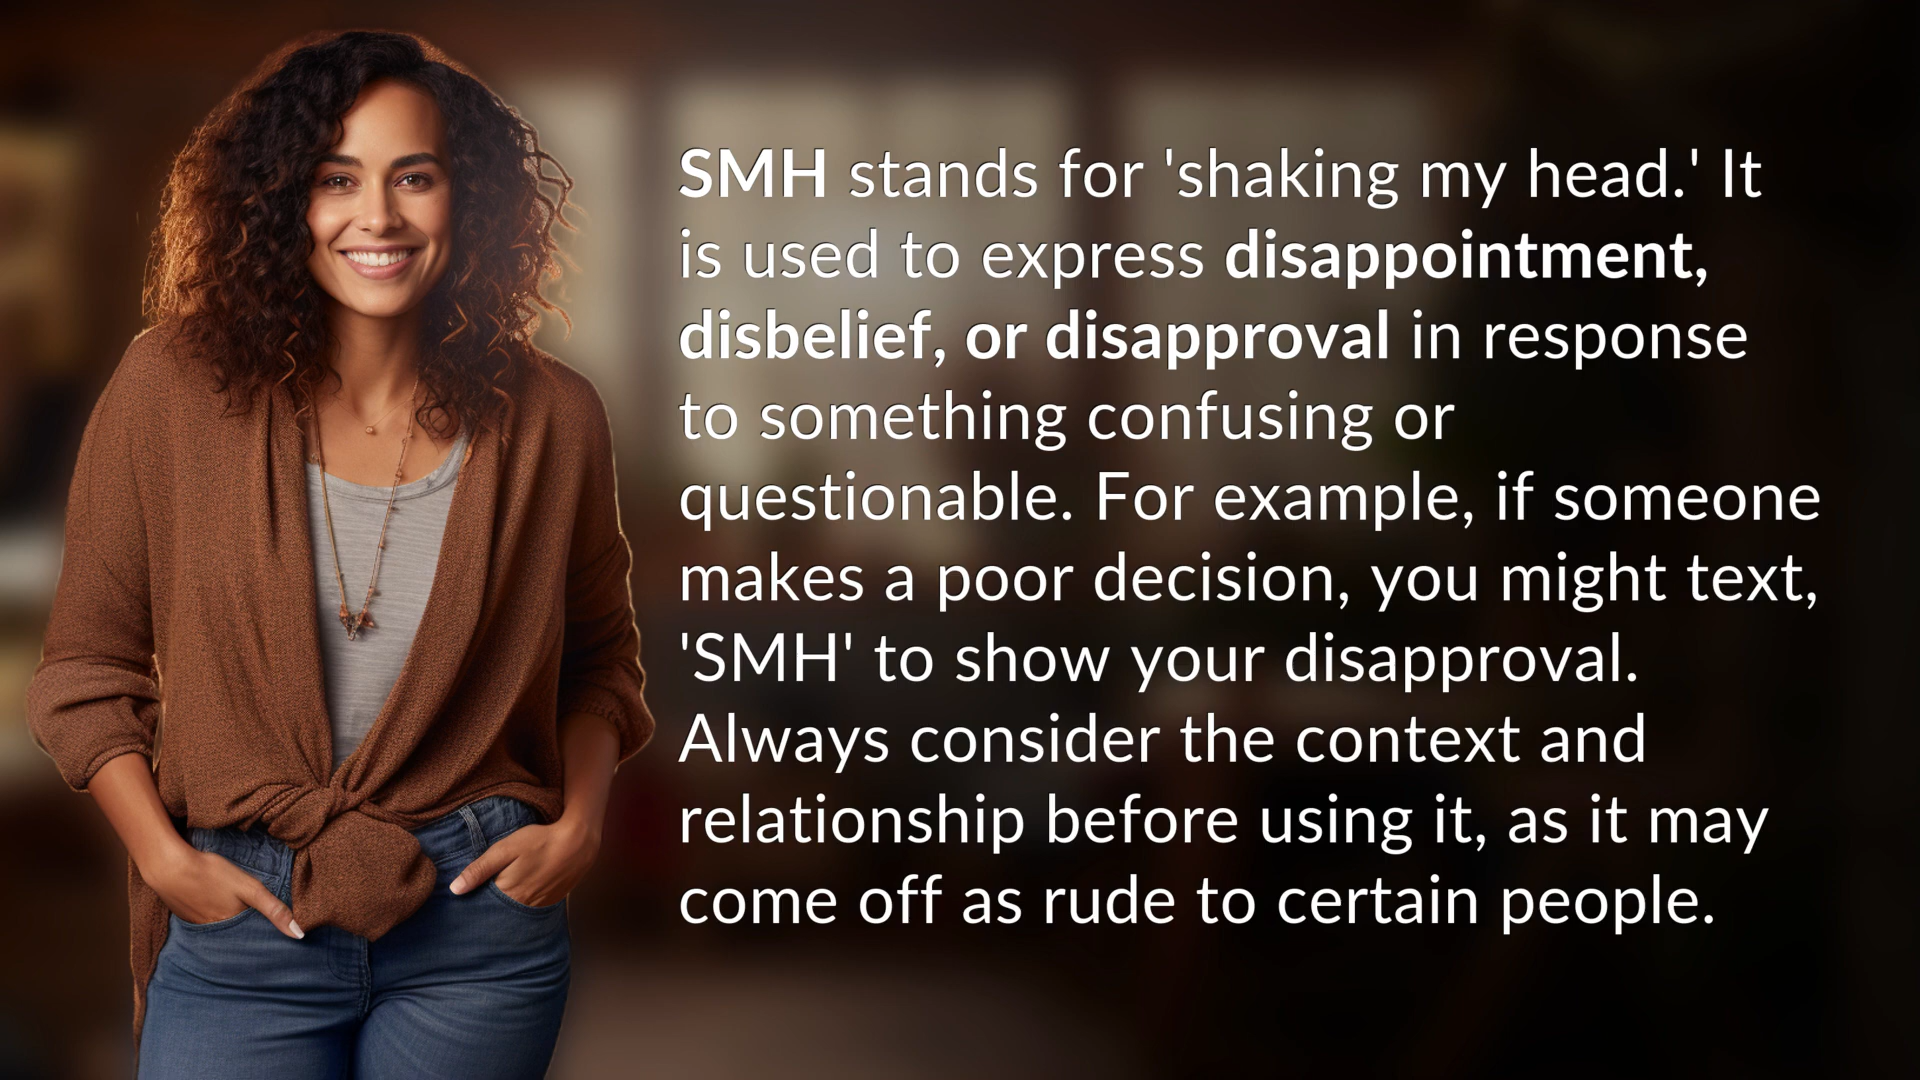 SMH stands for 'shaking my head.' It
is used to express disappointment,
disbelief, or disapproval in response
to something confusing or
questionable. For example, if someone
makes a poor decision, you might text,
'SMH' to show your disapproval.
Always consider the context and
relationship before using it, as it may
come off as rude to certain people.